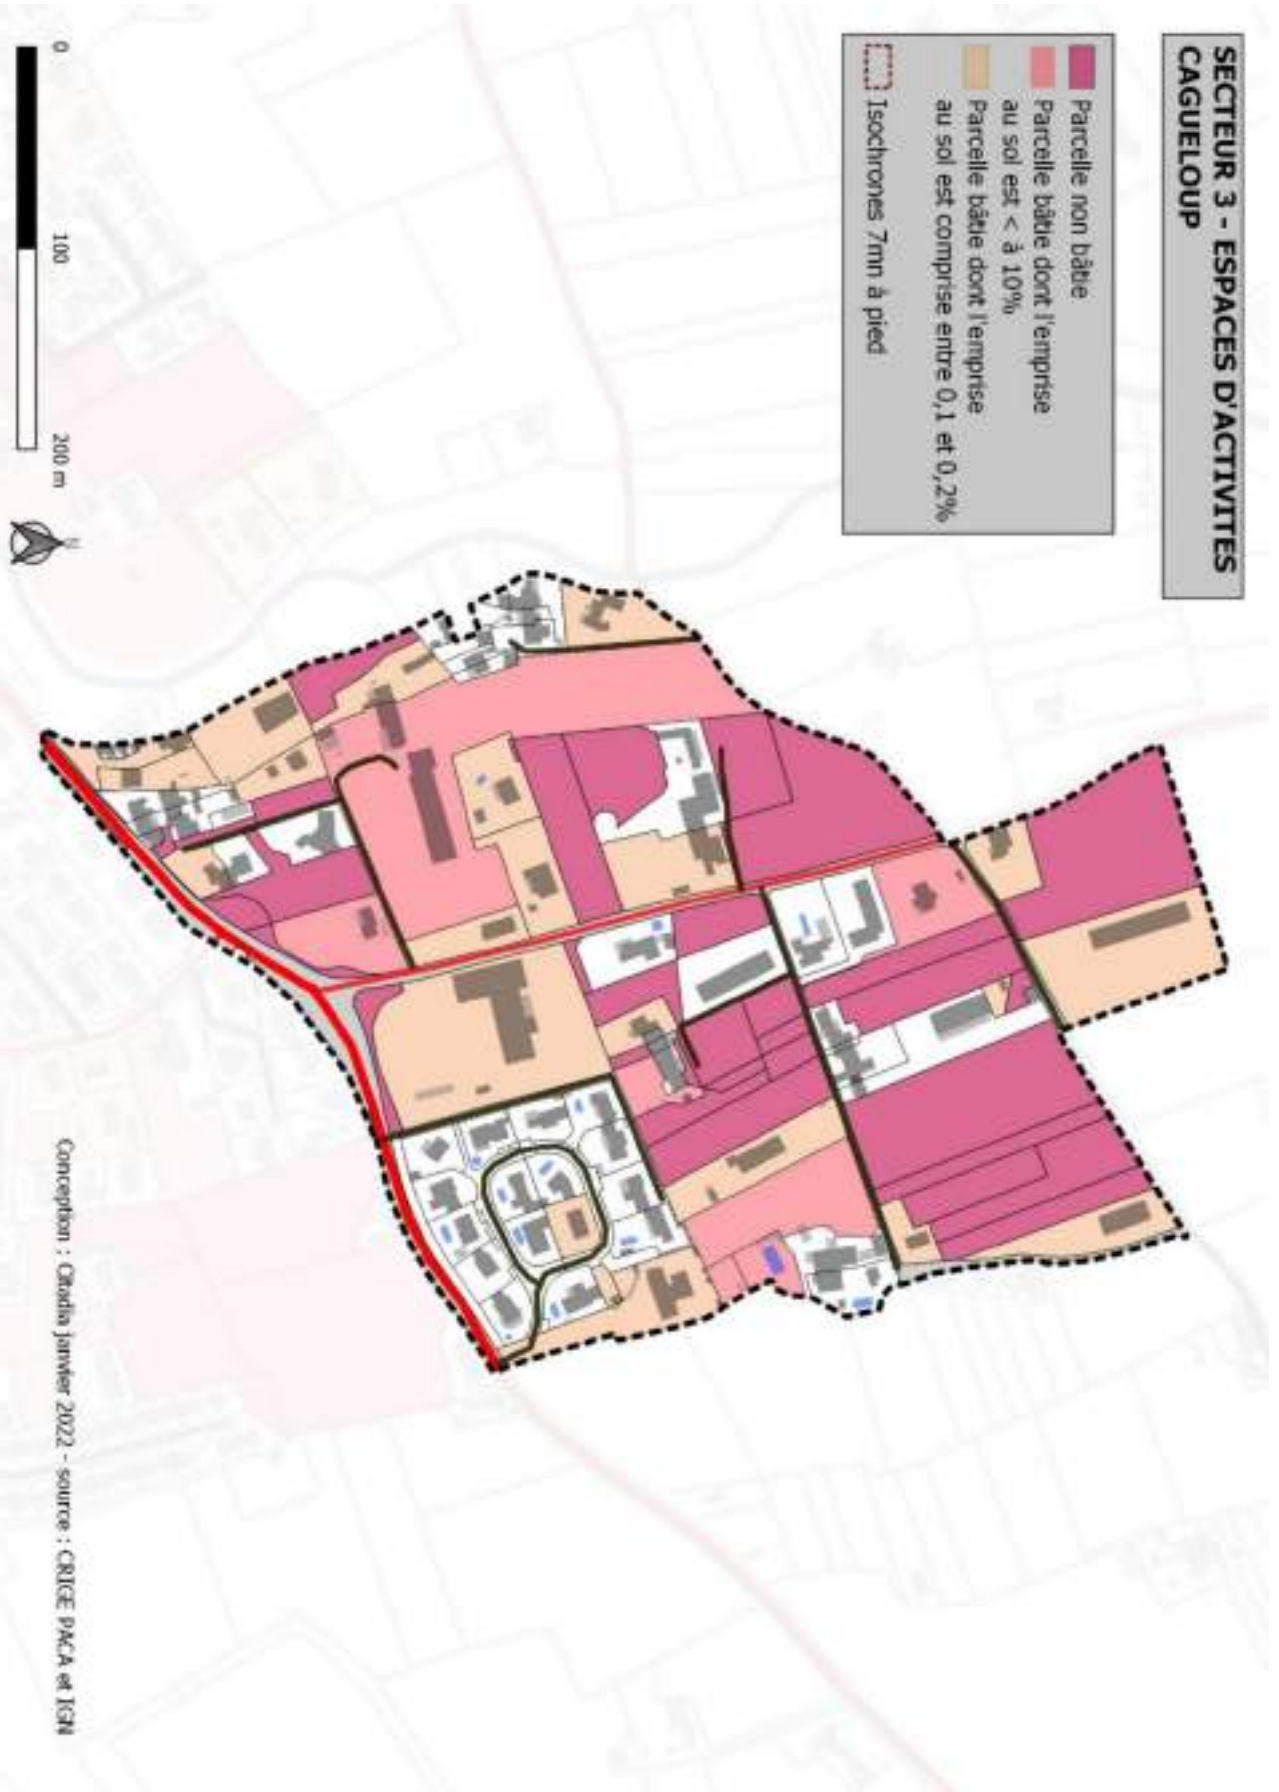 SECTEUR 3 - ESPACES D'ACTIVITES
CAGUELOUP
Parcelle non bâtie
Parcelle bâtie dont l'emprise
au sol est < à 10%
Parcelle bâtie dont l'emprise
au sol est comprise entre 0,1 et 0,2%
Isochrones 7mn à pied
0 100 200 m
N
Conception : Citadia janvier 2022 - source : CRIGE PACA et IGN